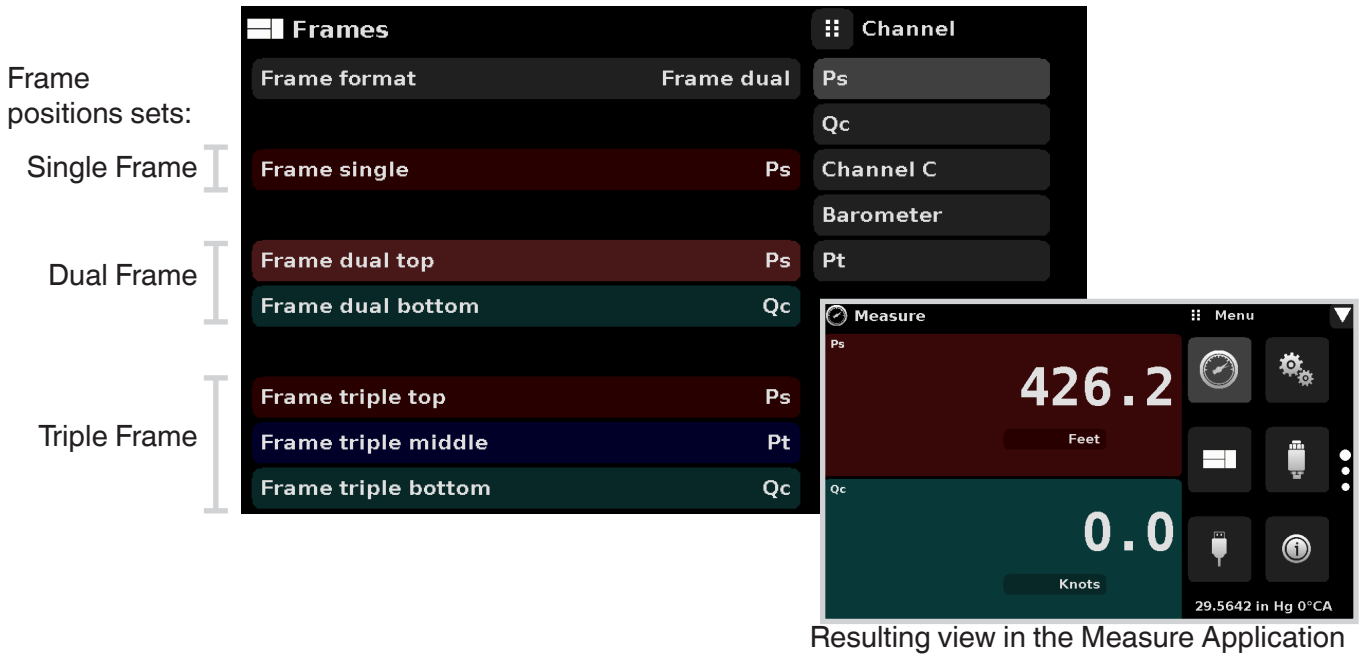 Frames
Channel
Frame
positions sets:
Frame format Frame dual
Ps
Qc
Single Frame
Frame single Ps
Channel C
Barometer
Dual Frame
Frame dual top Ps
Pt
Frame dual bottom Qc
Triple Frame
Frame triple top Ps
Frame triple middle Pt
Frame triple bottom Qc
Measure
Menu
Ps
426.2
Feet
Qc
0.0
Knots
29.5642 in Hg 0°CA
Resulting view in the Measure Application